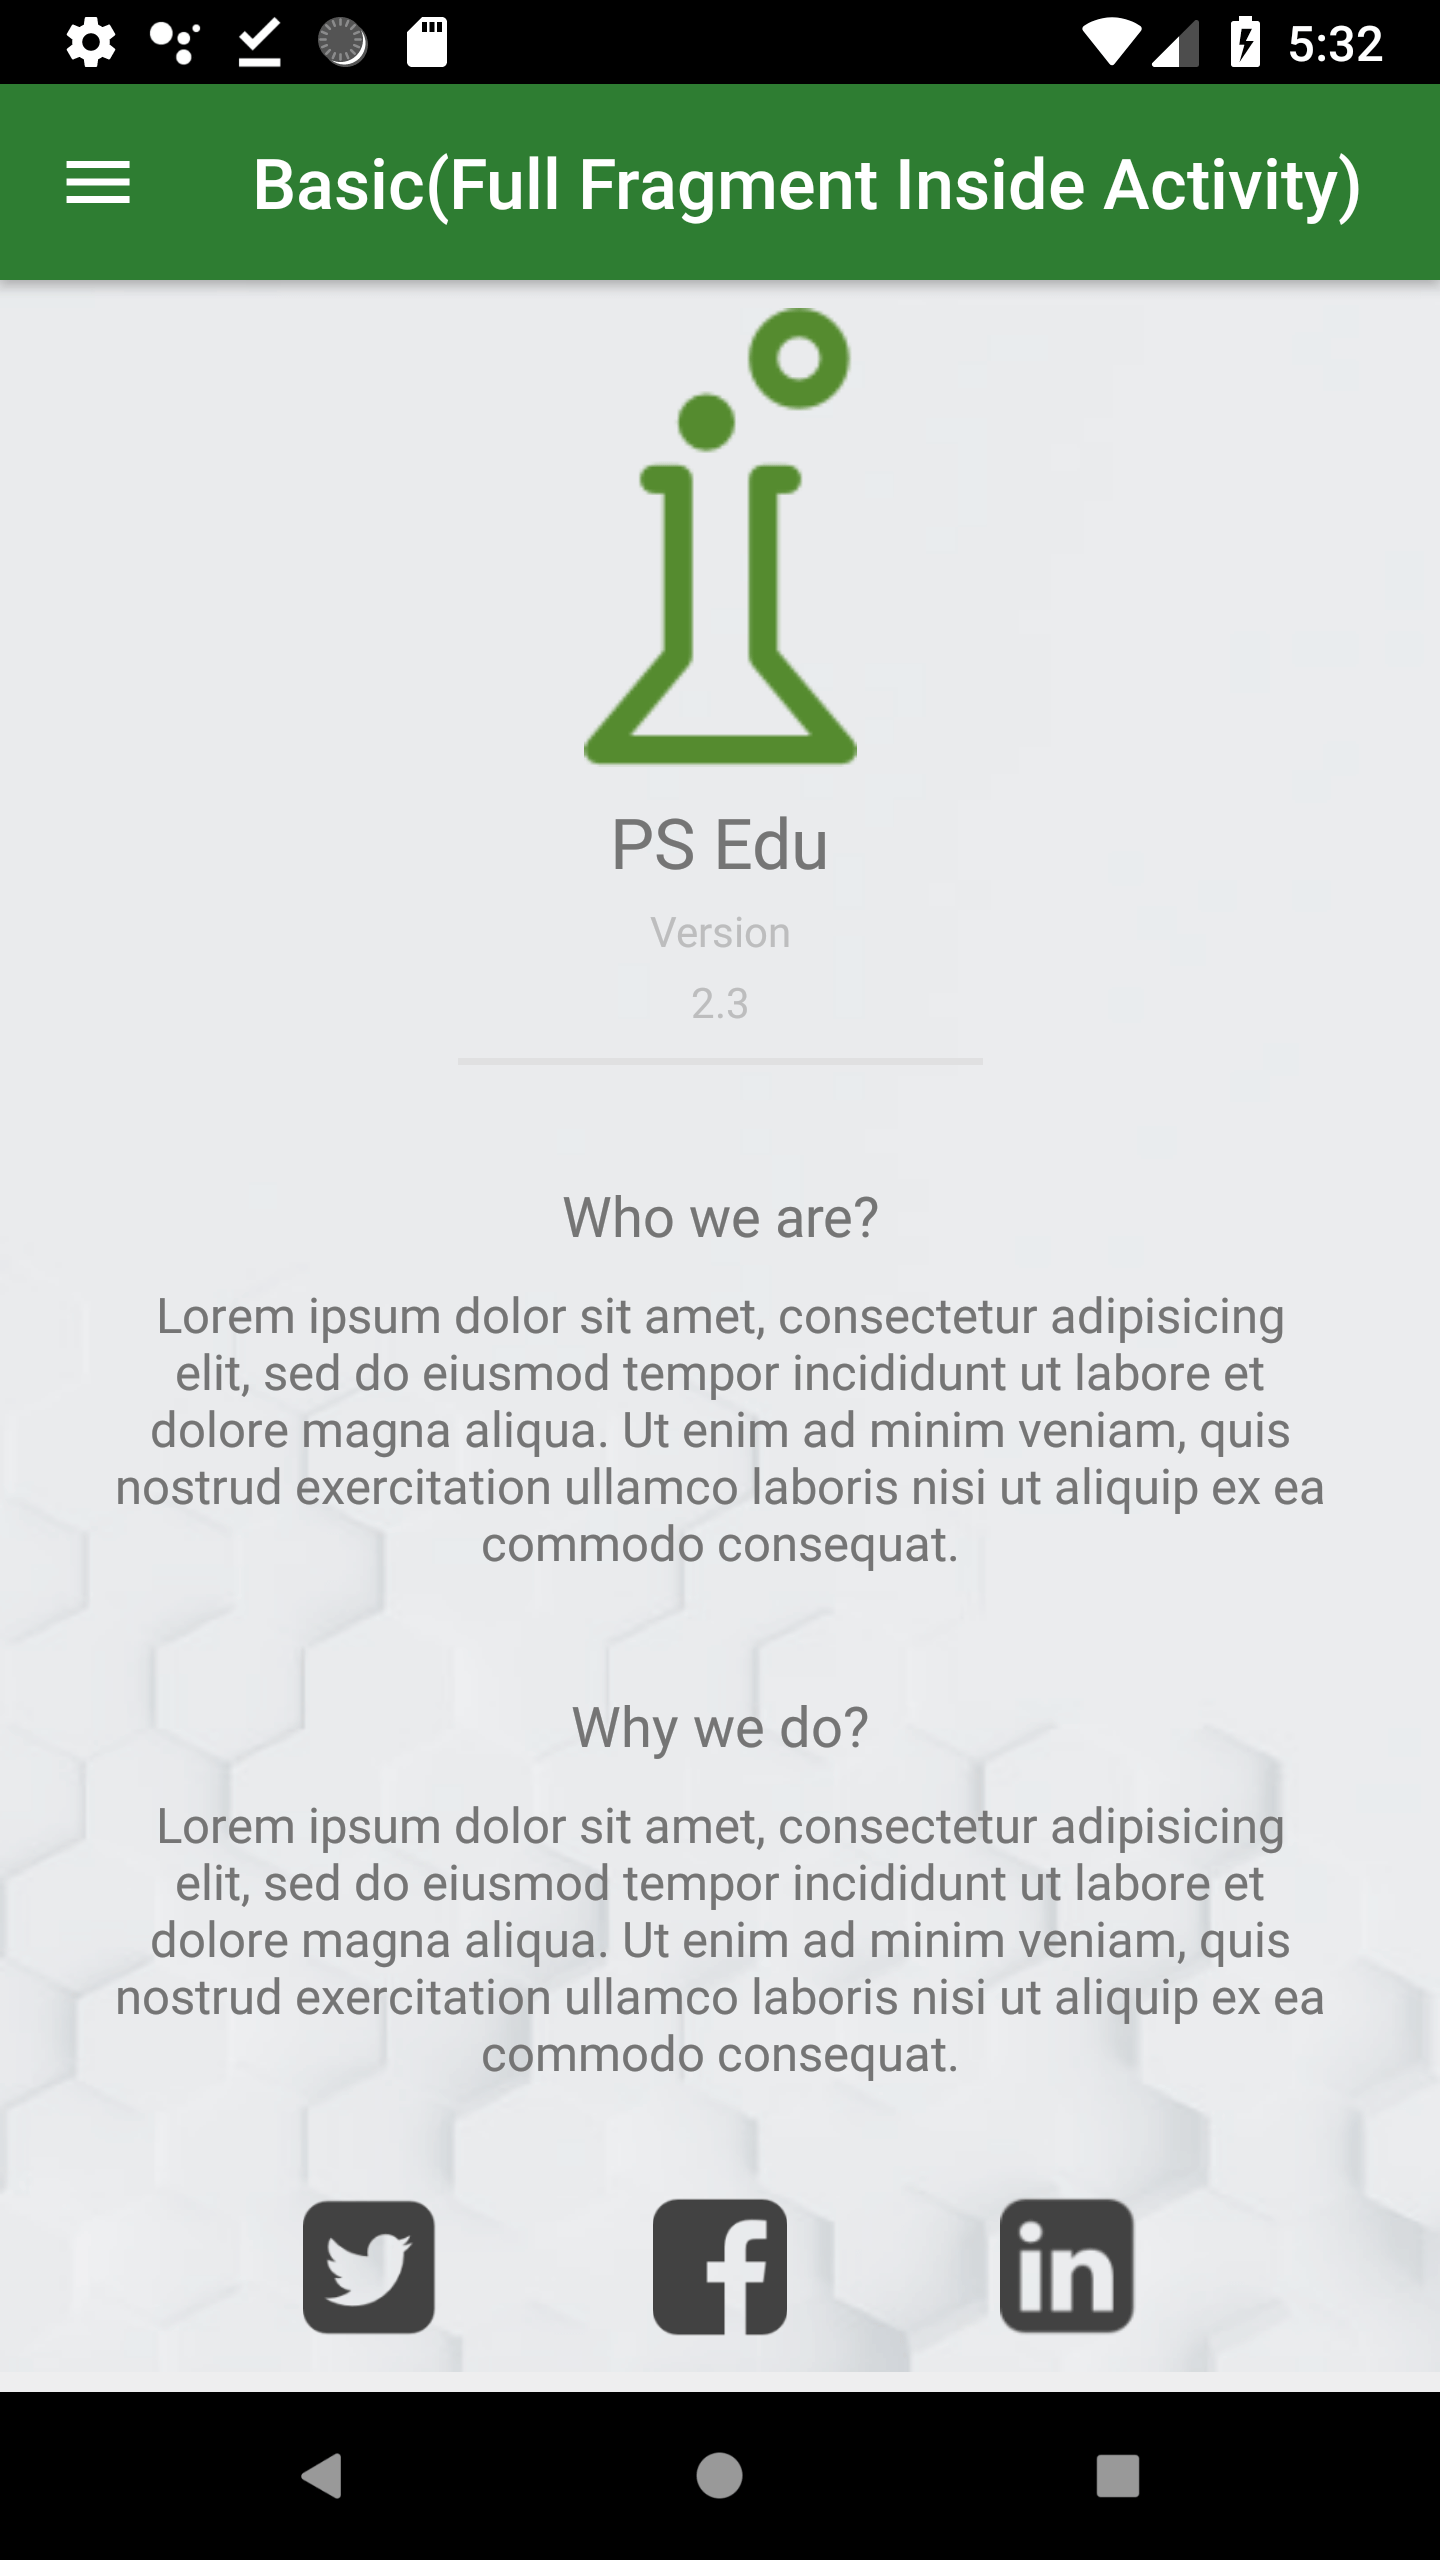 5:32
Basic(Full Fragment Inside Activity)
PS Edu
Version
2.3
Who we are?
Lorem ipsum dolor sit amet, consectetur adipisicing
elit, sed do eiusmod tempor incididunt ut labore et
dolore magna aliqua. Ut enim ad minim veniam, quis
nostrud exercitation ullamco laboris nisi ut aliquip ex ea
commodo consequat.
Why we do?
Lorem ipsum dolor sit amet, consectetur adipisicing
elit, sed do eiusmod tempor incididunt ut labore et
dolore magna aliqua. Ut enim ad minim veniam, quis
nostrud exercitation ullamco laboris nisi ut aliquip ex ea
commodo consequat.